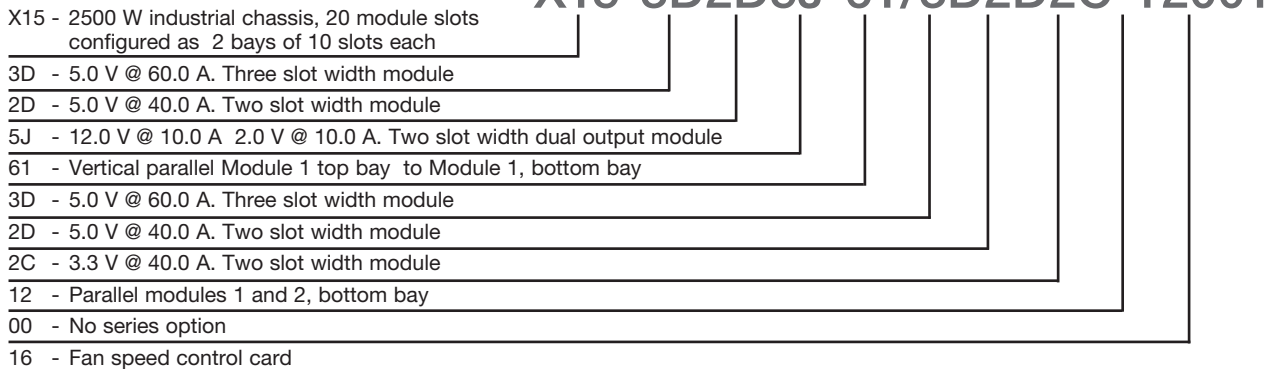 X15 - 2500 W industrial chassis, 20 module slots
configured as 2 bays of 10 slots each
3D - 5.0 V @ 60.0 A. Three slot width module
2D - 5.0 V @ 40.0 A. Two slot width module
5J - 12.0 V @ 10.0 A 2.0 V @ 10.0 A. Two slot width dual output module
61 - Vertical parallel Module 1 top bay to Module 1, bottom bay
3D - 5.0 V @ 60.0 A. Three slot width module
2D - 5.0 V @ 40.0 A. Two slot width module
2C - 3.3 V @ 40.0 A. Two slot width module
12 - Parallel modules 1 and 2, bottom bay
00 - No series option
16 - Fan speed control card